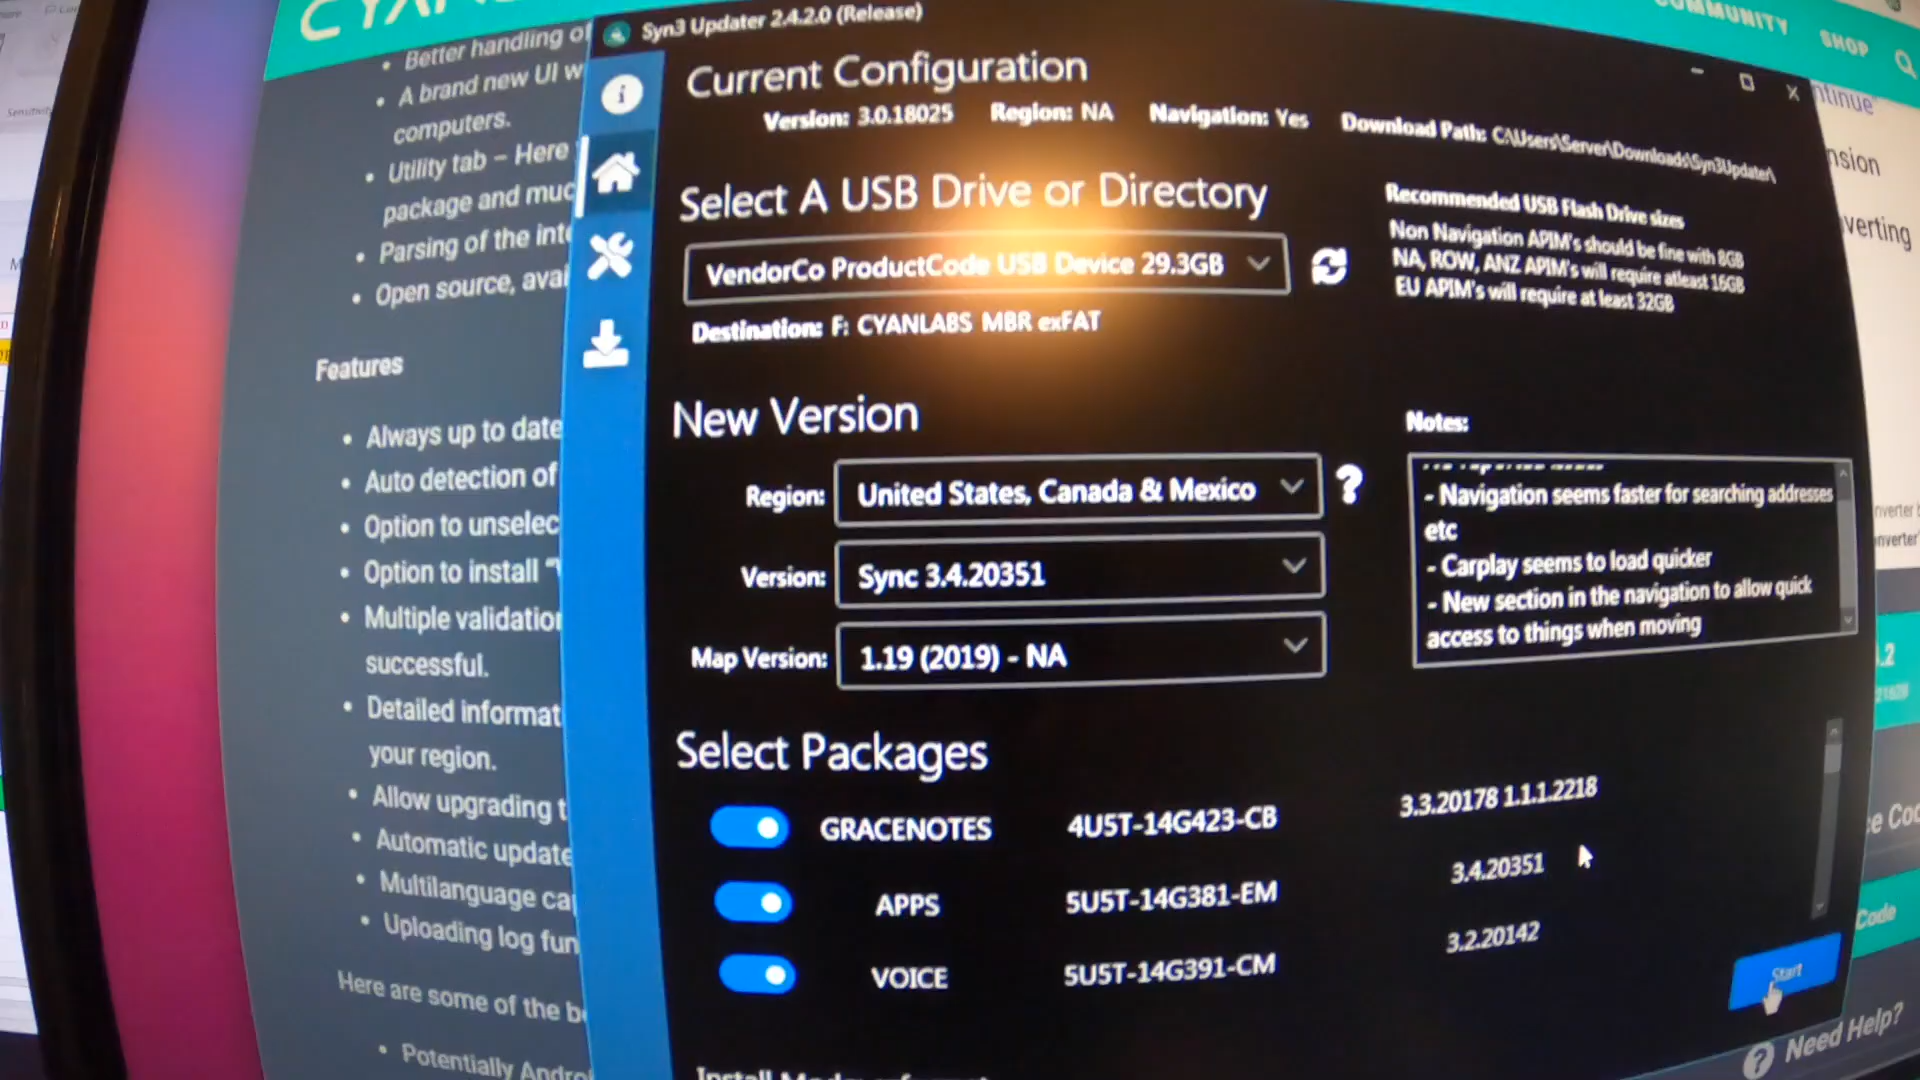 COMMUNITY
SHOP
Syn3 Updater 2.4.2.0 (Release)
Current Configuration
Version: 3.0.18025 Region: NA Navigation: Yes Download Path: C:\Users\Server\Downloads\Syn3Updater\
Select A USB Drive or Directory
VendorCo ProductCode USB Device 29.3GB
Destination: F: CYANLABS MBR exFAT
Recommended USB Flash Drive sizes
Non Navigation APIM's should be fine with 8GB
NA, ROW, ANZ APIM's will require atleast 16GB
EU APIM's will require at least 32GB
New Version
Region: United States, Canada & Mexico ?
Version: Sync 3.4.20351
Map Version: 1.19 (2019) - NA
Notes:
- Navigation seems faster for searching addresses
etc
- Carplay seems to load quicker
- New section in the navigation to allow quick
access to things when moving
Select Packages
GRACENOTES 4U5T-14G423-CB 3.3.20178 1.1.1.2218
APPS 5U5T-14G381-EM 3.4.20351
VOICE 5U5T-14G391-CM 3.2.20142
Start
Need Help?
• Better handling of
• A brand new UI w
computers.
• Utility tab – Here
package and muc
• Parsing of the inte
• Open source, avai
Features
• Always up to date
• Auto detection of
• Option to unselec
• Option to install
• Multiple validation
successful.
• Detailed informat
your region.
• Allow upgrading t
• Automatic update
• Multilanguage ca
• Uploading log fun
Here are some of the b
• Potentially Andro
ntinue
nsion
verting
nverter
nverter
Code